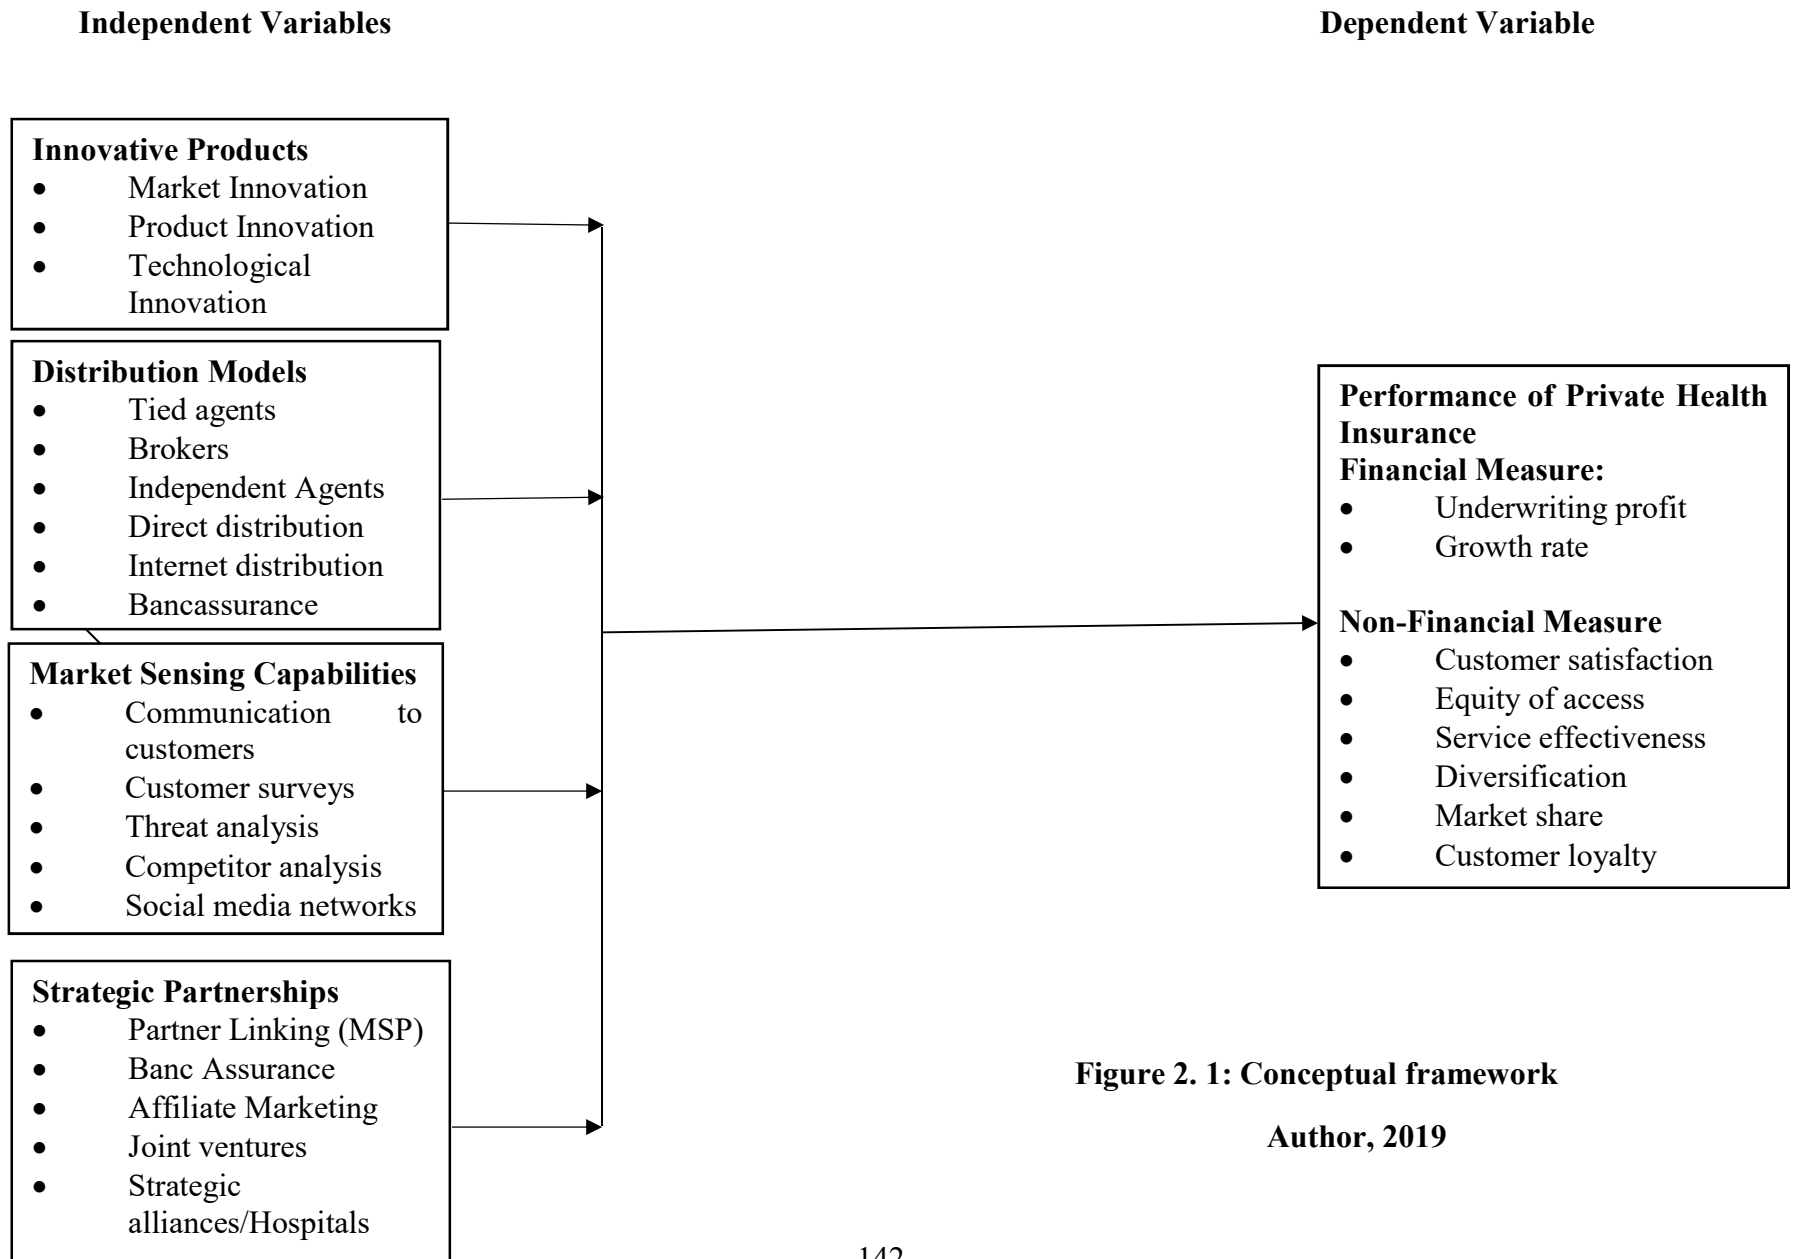 Independent Variables
Dependent Variable
Innovative Products
• Market Innovation
• Product Innovation
• Technological
Innovation
Distribution Models
• Tied agents
• Brokers
• Independent Agents
• Direct distribution
• Internet distribution
• Bancassurance
Market Sensing Capabilities
• Communication to
customers
• Customer surveys
• Threat analysis
• Competitor analysis
• Social media networks
Strategic Partnerships
• Partner Linking (MSP)
• Banc Assurance
• Affiliate Marketing
• Joint ventures
• Strategic
alliances/Hospitals
Performance of Private Health
Insurance
Financial Measure:
• Underwriting profit
• Growth rate
Non-Financial Measure
• Customer satisfaction
• Equity of access
• Service effectiveness
• Diversification
• Market share
• Customer loyalty
Figure 2. 1: Conceptual framework
Author, 2019
142